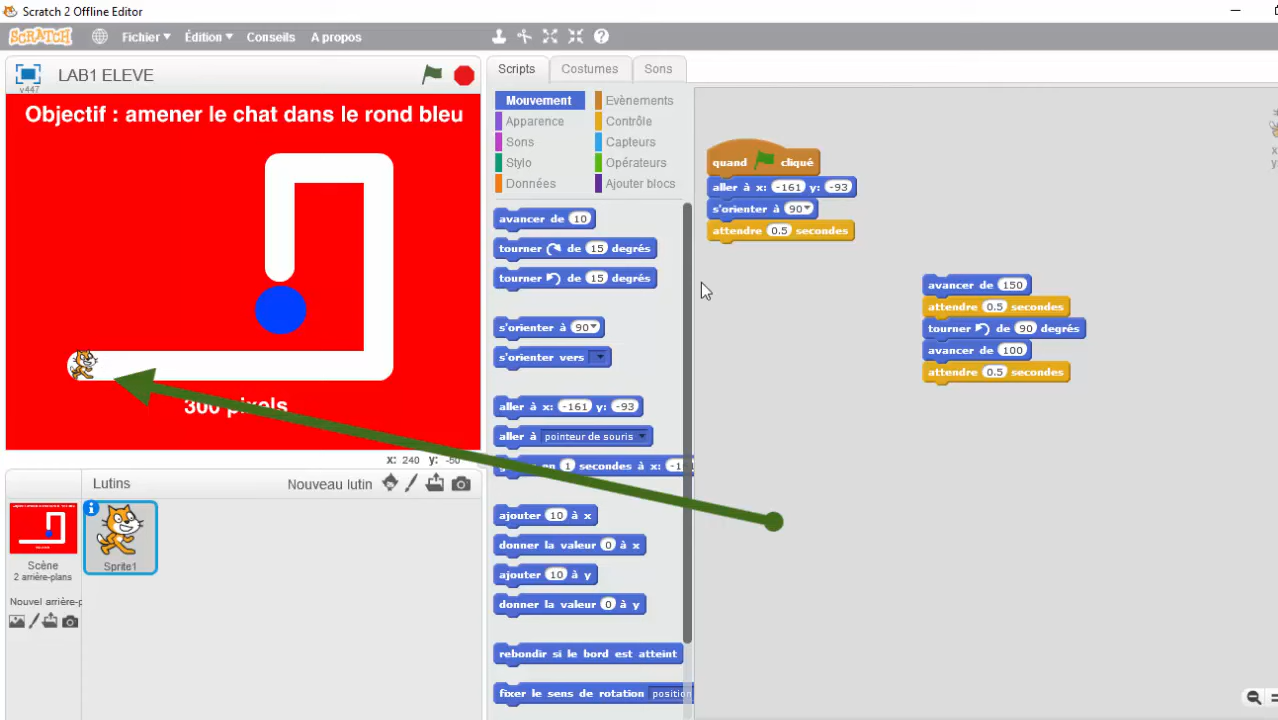 Scratch 2 Offline Editor
SCRATCH Fichier Édition Conseils A propos
v447 LAB1 ELEVE
Objectif : amener le chat dans le rond bleu
300 pixels
x: 240 y: -50
Lutins Nouveau lutin
Scène
2 arrière-plans
Sprite1
Nouvel arrière-p
Scripts Costumes Sons
Mouvement Evènements
Apparence Contrôle
Sons Capteurs
Stylo Opérateurs
Données Ajouter blocs
avancer de 10
tourner de 15 degrés
tourner de 15 degrés
s'orienter à 90
s'orienter vers
aller à x: -161 y: -93
aller à pointeur de souris
en 1 secondes à x:
ajouter 10 à x
donner la valeur 0 à x
ajouter 10 à y
donner la valeur 0 à y
rebondir si le bord est atteint
fixer le sens de rotation position
quand cliqué
aller à x: -161 y: -93
s'orienter à 90
attendre 0.5 secondes
avancer de 150
attendre 0.5 secondes
tourner de 90 degrés
avancer de 100
attendre 0.5 secondes
x
y